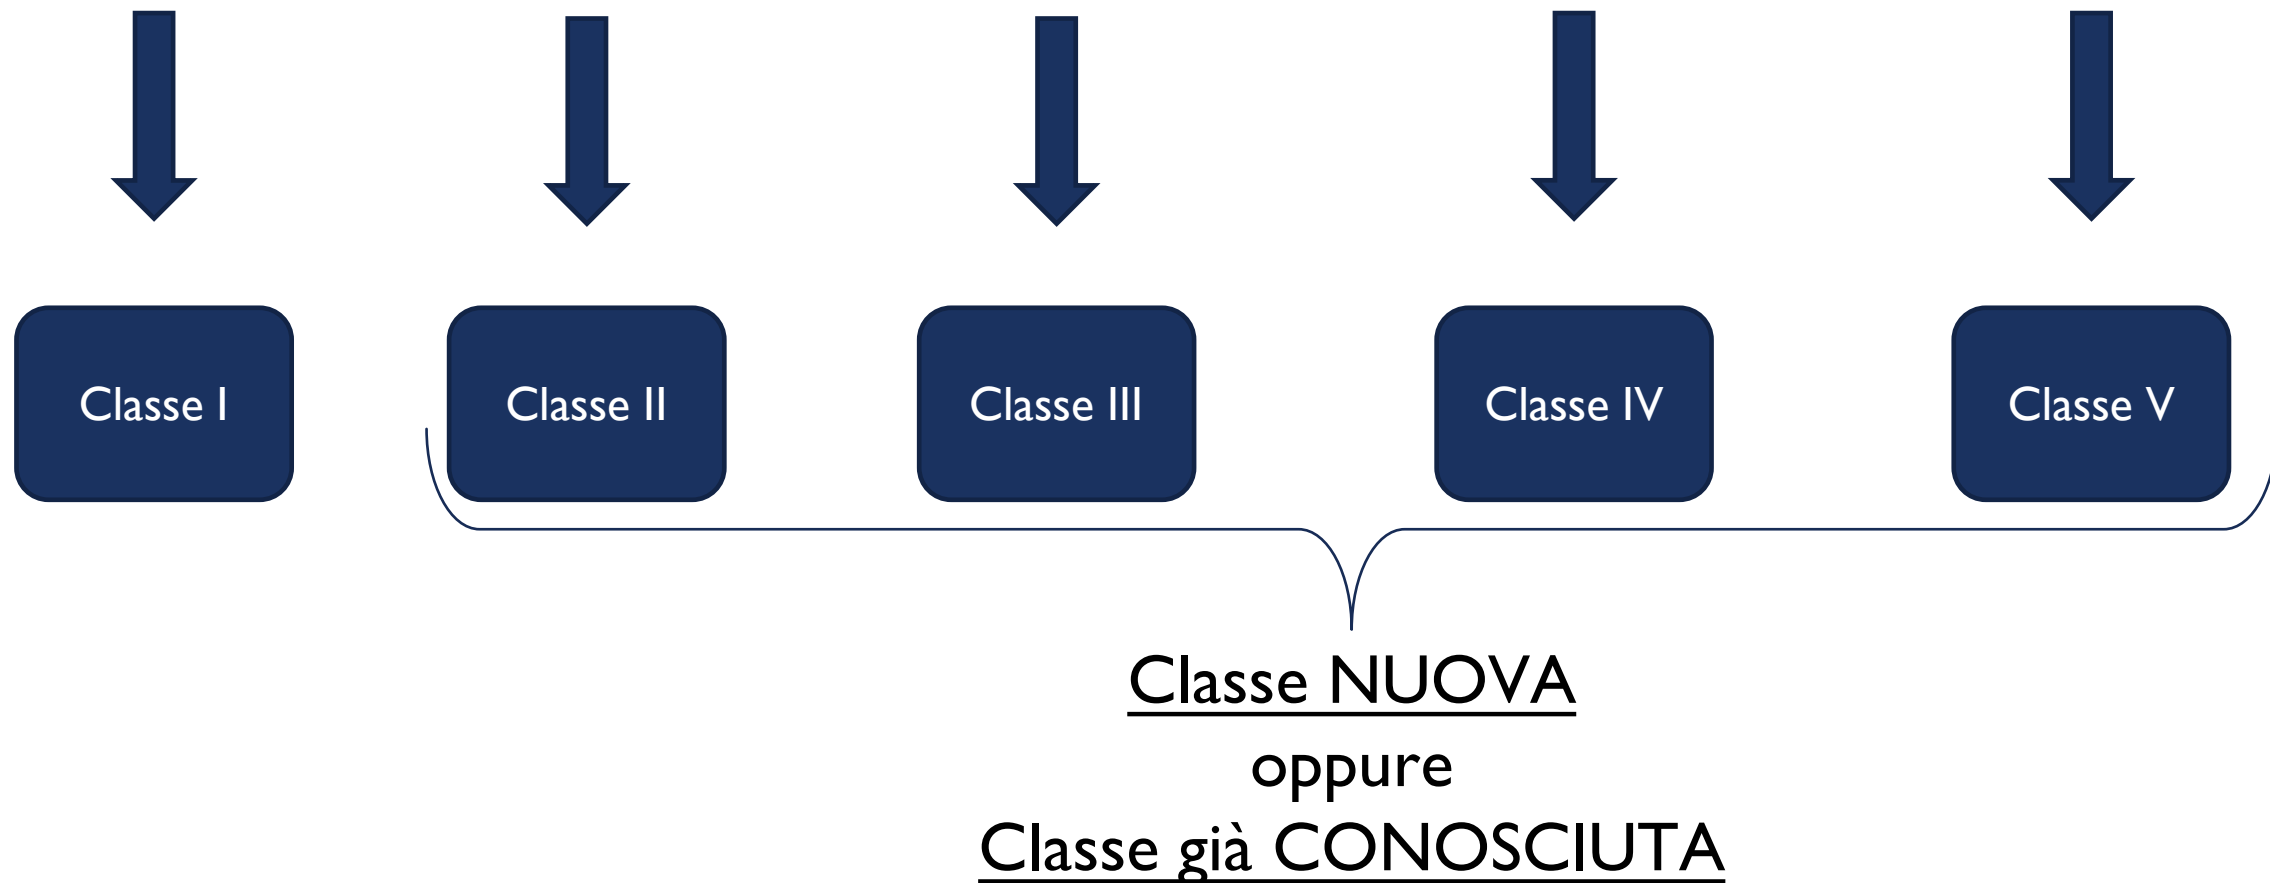 Classe I
Classe II
Classe III
Classe IV
Classe V
Classe NUOVA
oppure
Classe già CONOSCIUTA